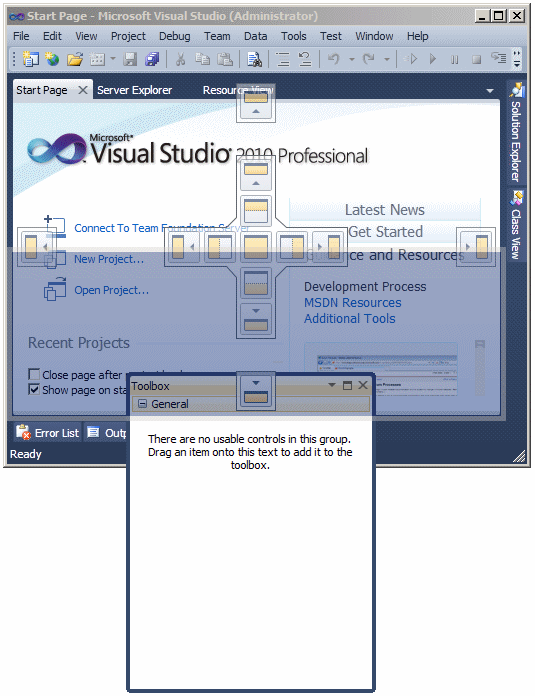 Start Page - Microsoft Visual Studio (Administrator)
File Edit View Project Debug Team Data Tools Test Window Help
Start Page Server Explorer Resource View
Solution Explorer
Class View
Microsoft®
Visual Studio® 2010 Professional
Connect To Team Foundation Server
New Project...
Open Project...
Latest News
Get Started
Guidance and Resources
Development Process
MSDN Resources
Additional Tools
Recent Projects
Close page after
Show page on
Toolbox
General
There are no usable controls in this group.
Drag an item onto this text to add it to the
toolbox.
Error List
Ready